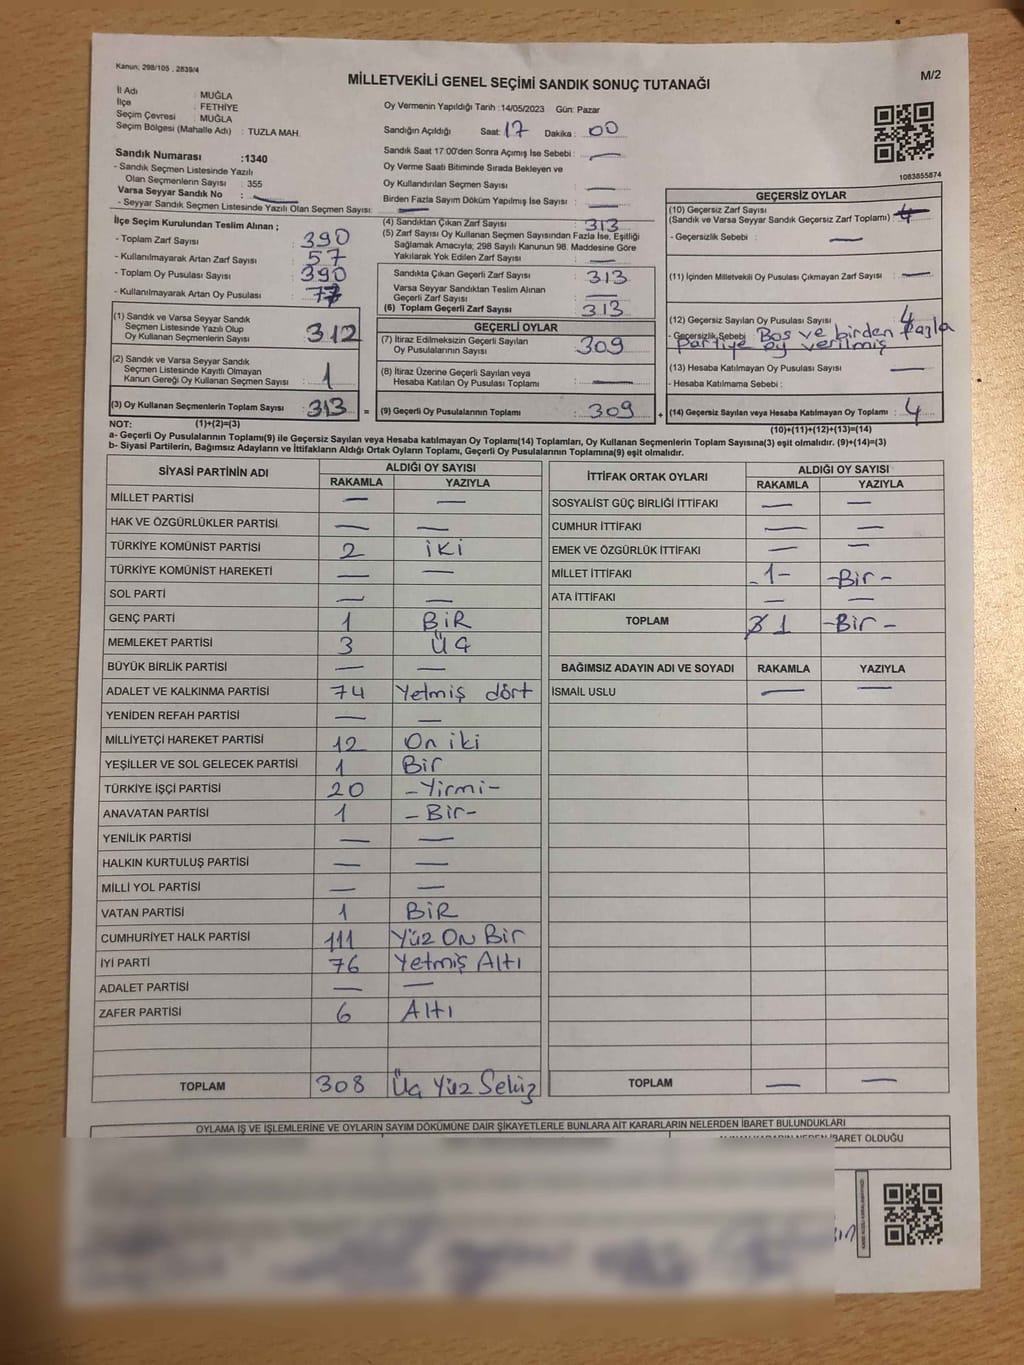 Kanun; 298/105 , 2839/4
MİLLETVEKİLİ GENEL SEÇİMİ SANDIK SONUÇ TUTANAĞI
M/2
İl Adı : MUĞLA
İlçe : FETHİYE
Seçim Çevresi : MUĞLA
Seçim Bölgesi (Mahalle Adı) : TUZLA MAH.
Oy Vermenin Yapıldığı Tarih :14/05/2023 Gün: Pazar
Sandığın Açıldığı Saat: 17 Dakika : 00
Sandık Saat 17:00'den Sonra Açımış İse Sebebi : —
Oy Verme Saati Bitiminde Sırada Bekleyen ve
Oy Kullandırılan Seçmen Sayısı : —
Birden Fazla Sayım Döküm Yapılmış İse Sayısı : —
1083855874
Sandık Numarası :1340
- Sandık Seçmen Listesinde Yazılı
Olan Seçmenlerin Sayısı : 355
Varsa Seyyar Sandık No : —
- Seyyar Sandık Seçmen Listesinde Yazılı Olan Seçmen Sayısı: —
İlçe Seçim Kurulundan Teslim Alınan ;
- Toplam Zarf Sayısı : 390
- Kullanılmayarak Artan Zarf Sayısı : 57
- Toplam Oy Pusulası Sayısı : 390
- Kullanılmayarak Artan Oy Pusulası : 77
(1) Sandık ve Varsa Seyyar Sandık
Seçmen Listesinde Yazılı Olup
Oy Kullanan Seçmenlerin Sayısı : 312
(2) Sandık ve Varsa Seyyar Sandık
Seçmen Listesinde Kayıtlı Olmayan
Kanun Gereği Oy Kullanan Seçmen Sayısı : 1
(3) Oy Kullanan Seçmenlerin Toplam Sayısı : 313 =
(4) Sandıktan Çıkan Zarf Sayısı : 313
(5) Zarf Sayısı Oy Kullanan Seçmen Sayısından Fazla İse, Eşitliği
Sağlamak Amacıyla; 298 Sayılı Kanunun 98. Maddesine Göre
Yakılarak Yok Edilen Zarf Sayısı : —
Sandıkta Çıkan Geçerli Zarf Sayısı : 313
Varsa Seyyar Sandıktan Teslim Alınan
Geçerli Zarf Sayısı : —
(6) Toplam Geçerli Zarf Sayısı : 313
GEÇERLİ OYLAR
(7) İtiraz Edilmeksizin Geçerli Sayılan
Oy Pusulalarının Sayısı : 309
(8) İtiraz Üzerine Geçerli Sayılan veya
Hesaba Katılan Oy Pusulası Toplamı : —
(9) Geçerli Oy Pusulalarının Toplamı : 309 +
GEÇERSİZ OYLAR
(10) Geçersiz Zarf Sayısı
(Sandık ve Varsa Seyyar Sandık Geçersiz Zarf Toplamı) : 4
- Geçersizlik Sebebi : —
(11) İçinden Milletvekili Oy Pusulası Çıkmayan Zarf Sayısı : —
(12) Geçersiz Sayılan Oy Pusulası Sayısı : 4
- Geçersizlik Sebebi : Boş ve birden fazla
Partiye oy verilmiş
(13) Hesaba Katılmayan Oy Pusulası Sayısı : —
- Hesaba Katılmama Sebebi :
(14) Geçersiz Sayılan veya Hesaba Katılmayan Oy Toplamı : 4
NOT: (1)+(2)=(3)
(10)+(11)+(12)+(13)=(14)
a- Geçerli Oy Pusulalarının Toplamı(9) ile Geçersiz Sayılan veya Hesaba katılmayan Oy Toplamı(14) Toplamları, Oy Kullanan Seçmenlerin Toplam Sayısına(3) eşit olmalıdır. (9)+(14)=(3)
b- Siyasi Partilerin, Bağımsız Adayların ve İttifakların Aldığı Ortak Oyların Toplamı, Geçerli Oy Pusulalarının Toplamına(9) eşit olmalıdır.
SİYASİ PARTİNİN ADI ALDIĞI OY SAYISI
RAKAMLA YAZIYLA
MİLLET PARTİSİ — —
HAK VE ÖZGÜRLÜKLER PARTİSİ — —
TÜRKİYE KOMÜNİST PARTİSİ 2 iKi
TÜRKİYE KOMÜNİST HAREKETİ — —
SOL PARTİ — —
GENÇ PARTİ 1 BiR
MEMLEKET PARTİSİ 3 ÜÇ
BÜYÜK BİRLİK PARTİSİ — —
ADALET VE KALKINMA PARTİSİ 74 Yetmiş dört
YENİDEN REFAH PARTİSİ — —
MİLLİYETÇİ HAREKET PARTİSİ 12 On iki
YEŞİLLER VE SOL GELECEK PARTİSİ 1 Bir
TÜRKİYE İŞÇİ PARTİSİ 20 -Yirmi-
ANAVATAN PARTİSİ 1 -Bir-
YENİLİK PARTİSİ — —
HALKIN KURTULUŞ PARTİSİ — —
MİLLİ YOL PARTİSİ — —
VATAN PARTİSİ 1 BiR
CUMHURİYET HALK PARTİSİ 111 Yüz On Bir
İYİ PARTİ 76 Yetmiş Altı
ADALET PARTİSİ — —
ZAFER PARTİSİ 6 Altı
TOPLAM 308 Üç Yüz Sekiz
İTTİFAK ORTAK OYLARI ALDIĞI OY SAYISI
RAKAMLA YAZIYLA
SOSYALİST GÜÇ BİRLİĞİ İTTİFAKI — —
CUMHUR İTTİFAKI — —
EMEK VE ÖZGÜRLÜK İTTİFAKI — —
MİLLET İTTİFAKI -1- -Bir-
ATA İTTİFAKI — —
TOPLAM 1 -Bir-
BAĞIMSIZ ADAYIN ADI VE SOYADI RAKAMLA YAZIYLA
İSMAİL USLU — —
TOPLAM — —
OYLAMA İŞ VE İŞLEMLERİNE VE OYLARIN SAYIM DÖKÜMÜNE DAİR ŞİKAYETLERLE BUNLARA AİT KARARLARIN NELERDEN İBARET BULUNDUKLARI
İBARET OLDUĞU